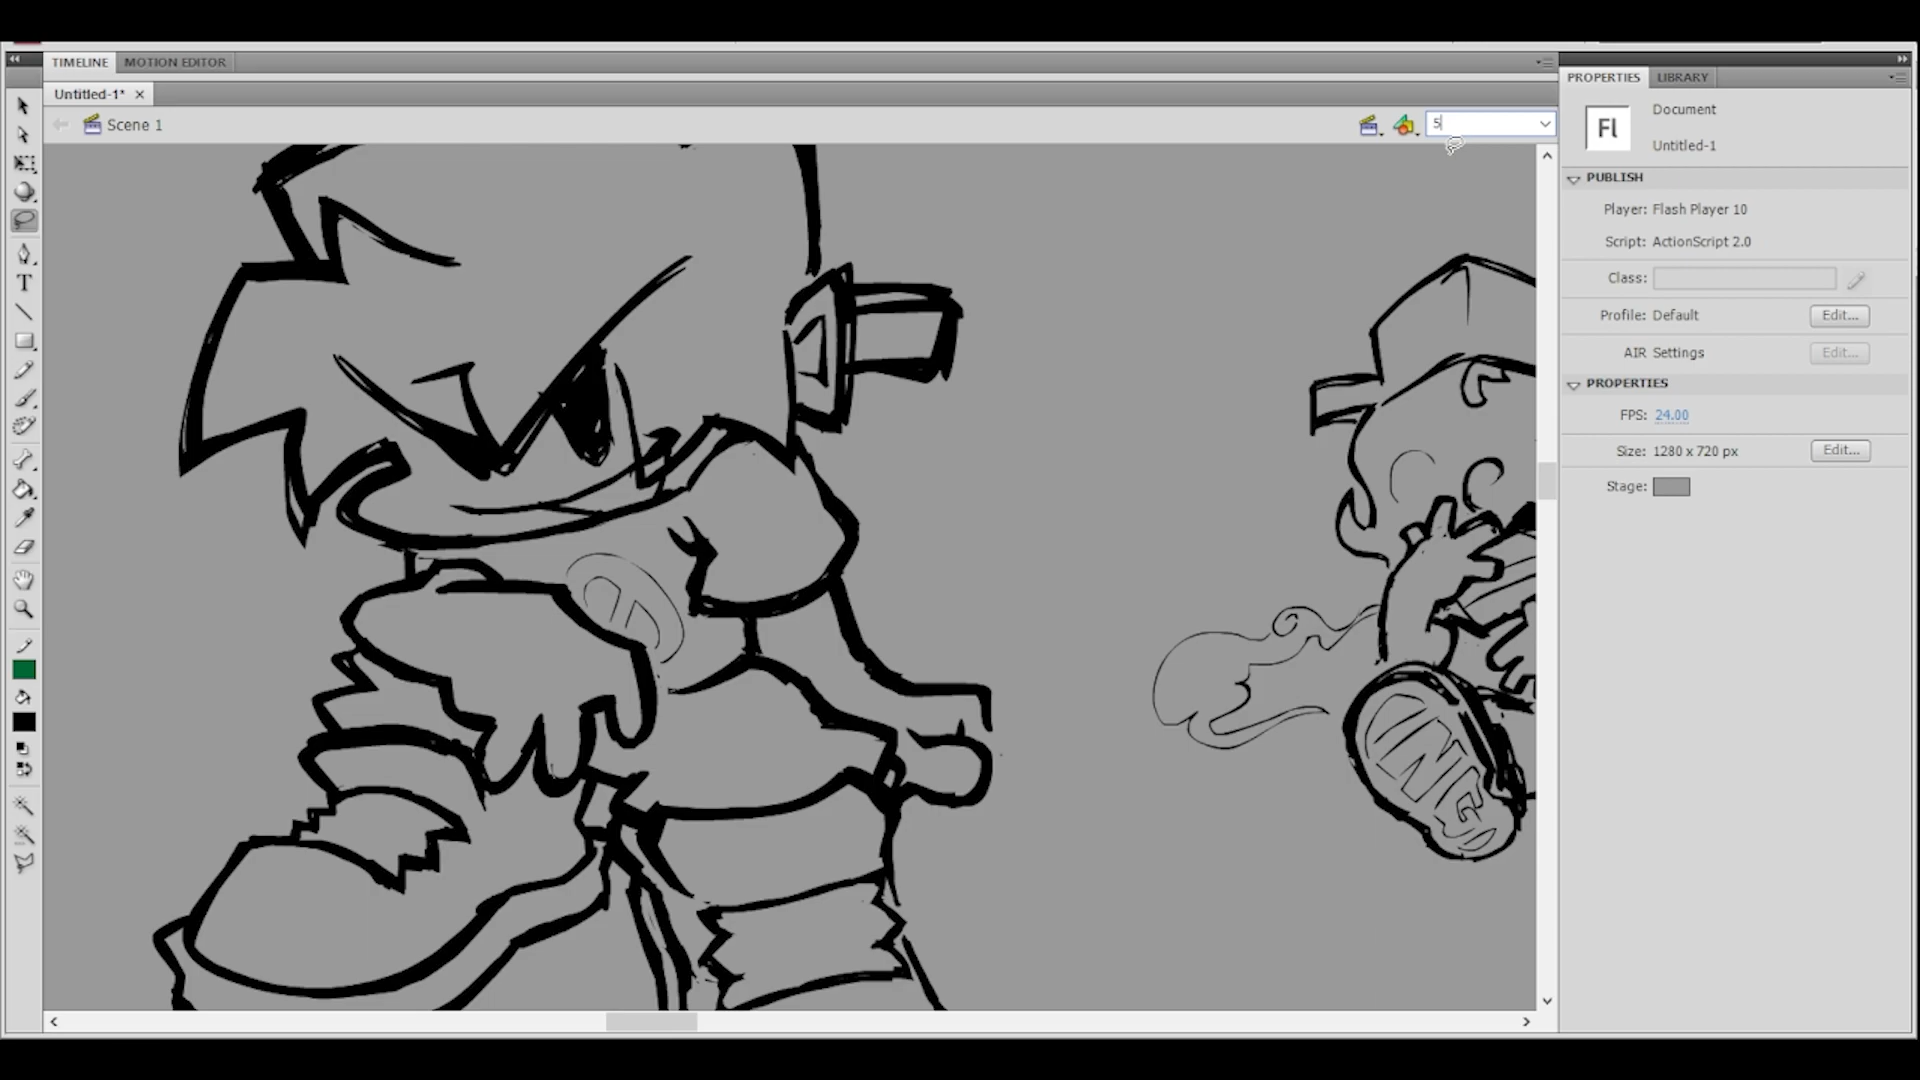 TIMELINE
MOTION EDITOR
Untitled-1*
Scene 1
5
PROPERTIES
LIBRARY
Fl
Document
Untitled-1
PUBLISH
Player: Flash Player 10
Script: ActionScript 2.0
Class:
Profile: Default
Edit...
AIR Settings
Edit...
PROPERTIES
FPS: 24.00
Size: 1280 x 720 px
Edit...
Stage:
T